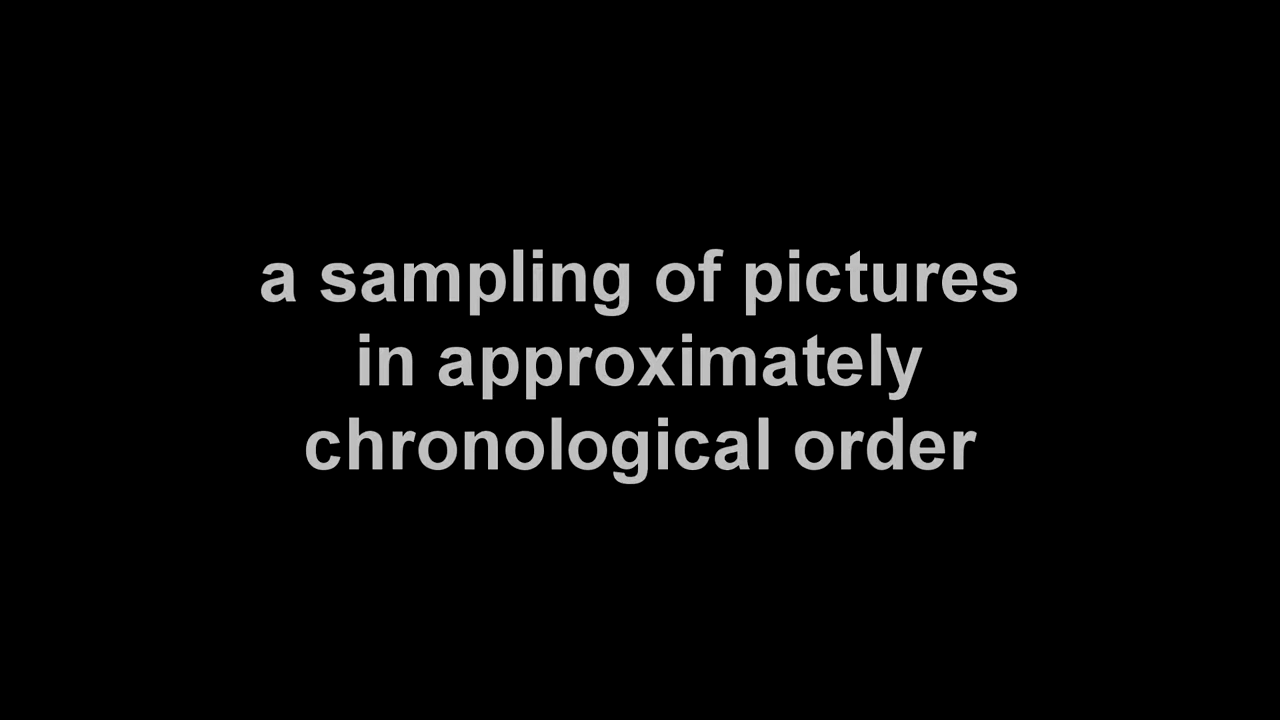 a sampling of pictures
in approximately
chronological order